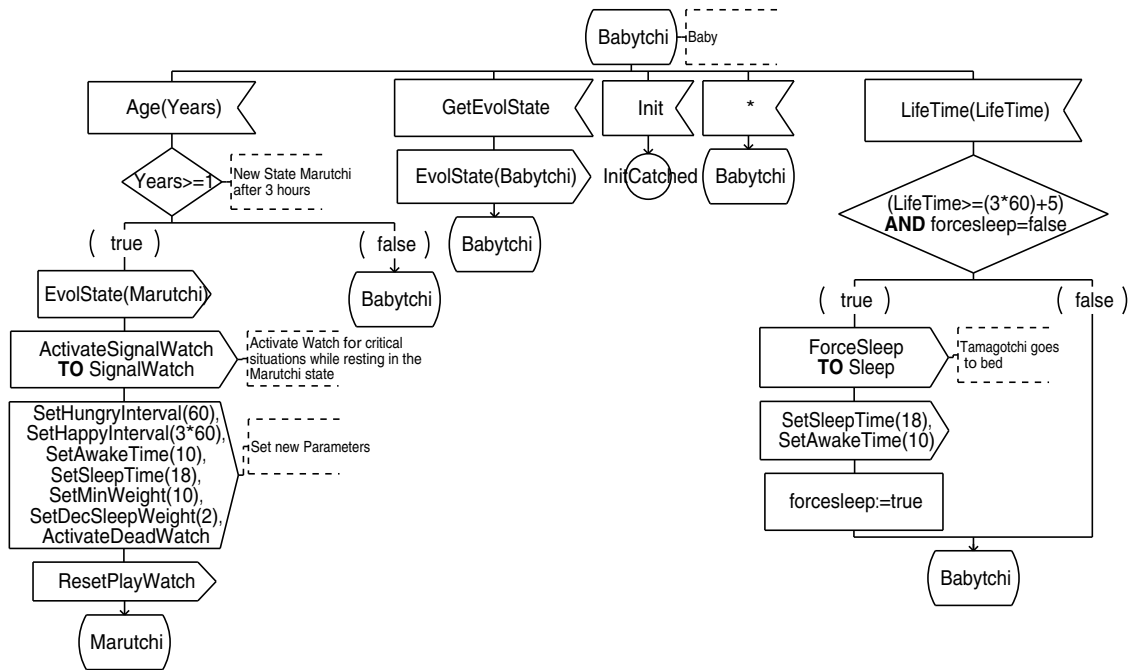 Babytchi
Baby
Age(Years)
GetEvolState
Init
*
LifeTime(LifeTime)
Years>=1
New State Marutchi
after 3 hours
EvolState(Babytchi)
InitCatched
Babytchi
(LifeTime>=(3*60)+5)
AND forcesleep=false
( true )
( false )
Babytchi
EvolState(Marutchi)
Babytchi
( true )
( false )
ActivateSignalWatch
TO SignalWatch
Activate Watch for critical
situations while resting in the
Marutchi state
ForceSleep
TO Sleep
Tamagotchi goes
to bed
SetHungryInterval(60),
SetHappyInterval(3*60),
SetAwakeTime(10),
SetSleepTime(18),
SetMinWeight(10),
SetDecSleepWeight(2),
ActivateDeadWatch
Set new Parameters
SetSleepTime(18),
SetAwakeTime(10)
forcesleep:=true
ResetPlayWatch
Babytchi
Marutchi